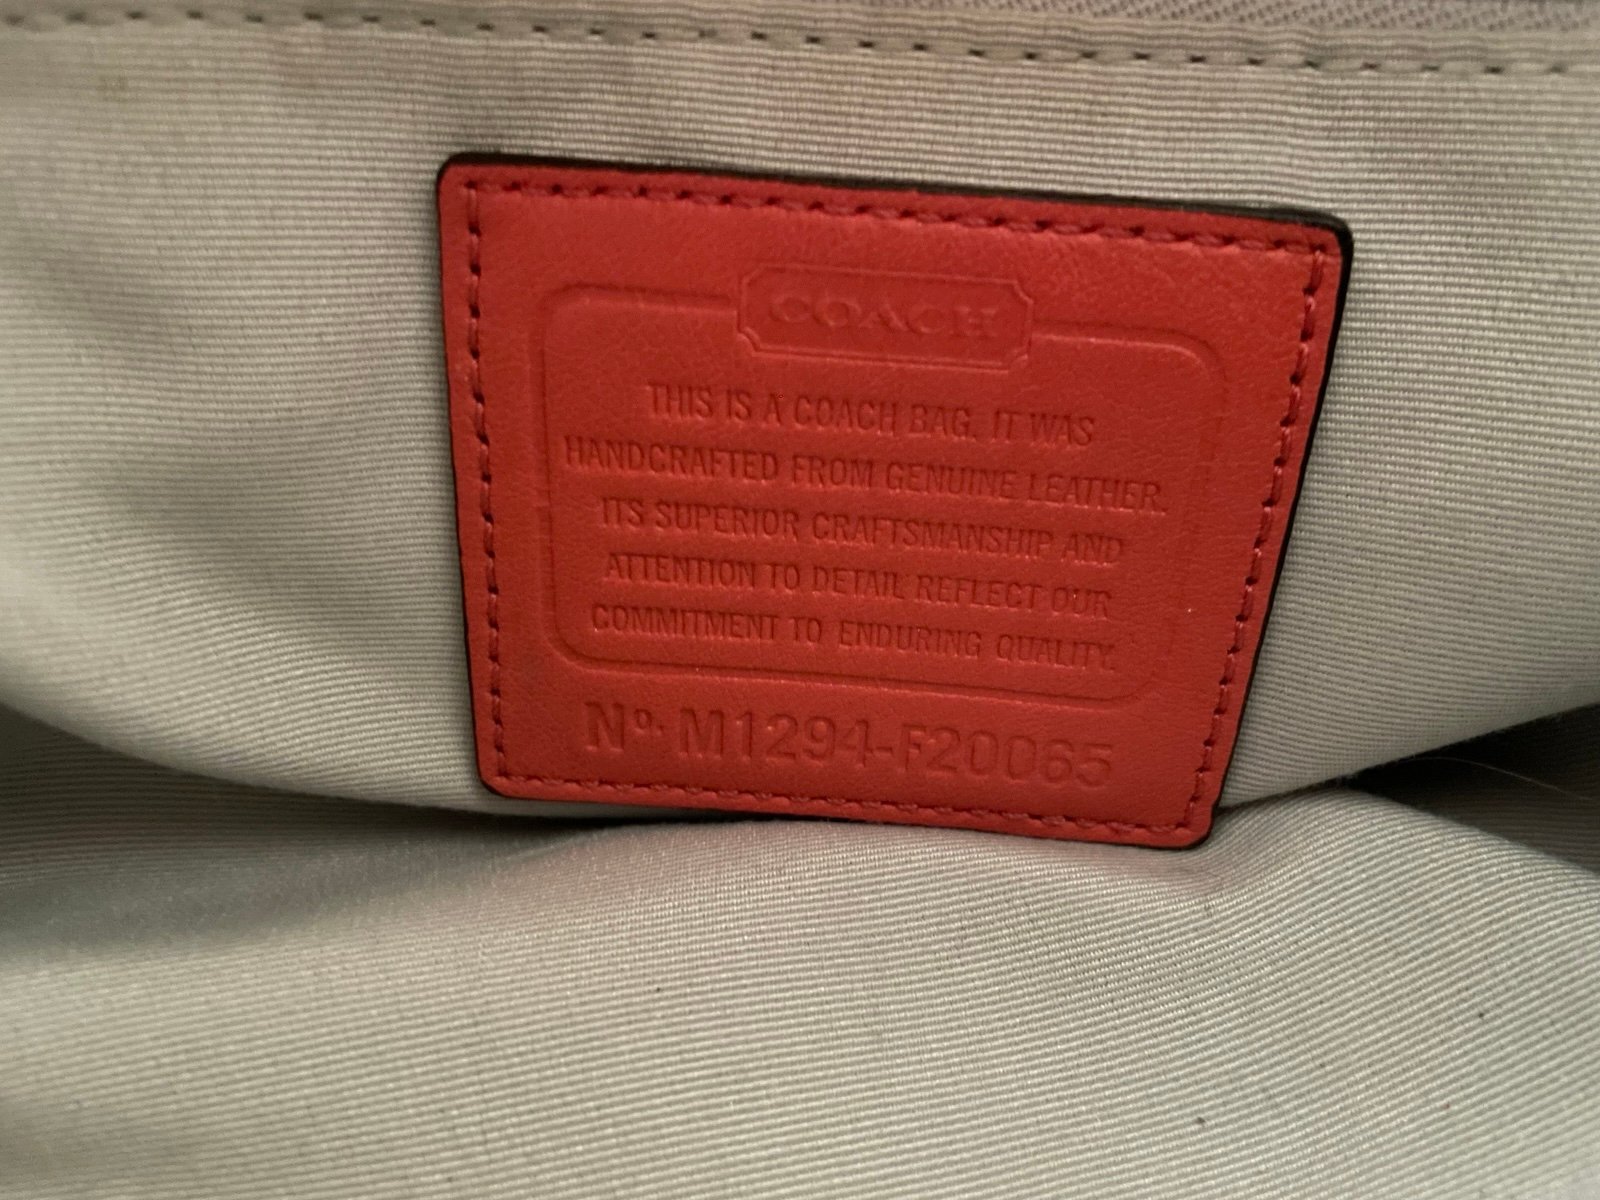 COACH
THIS IS A COACH BAG. IT WAS
HANDCRAFTED FROM GENUINE LEATHER.
ITS SUPERIOR CRAFTSMANSHIP AND
ATTENTION TO DETAIL REFLECT OUR
COMMITMENT TO ENDURING QUALITY.
Nº. M1294-F20065